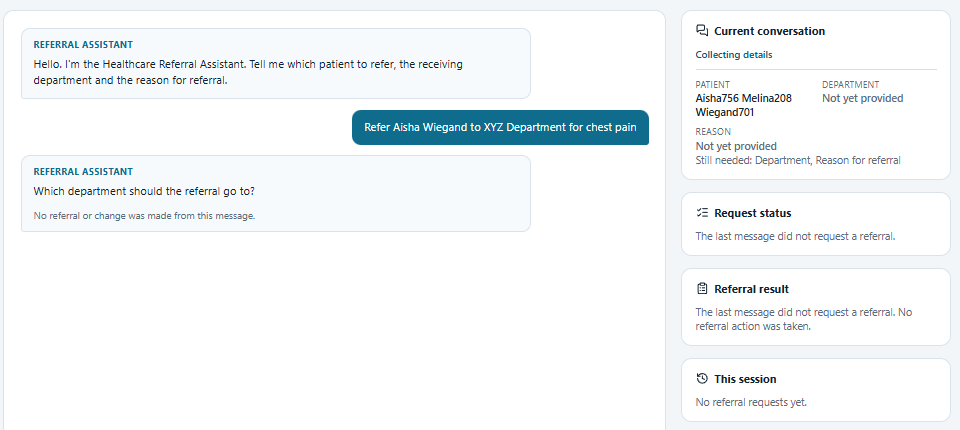 REFERRAL ASSISTANT
Hello. I'm the Healthcare Referral Assistant. Tell me which patient to refer, the receiving
department and the reason for referral.
Refer Aisha Wiegand to XYZ Department for chest pain
REFERRAL ASSISTANT
Which department should the referral go to?
No referral or change was made from this message.
Current conversation
Collecting details
PATIENT
Aisha756 Melina208
Wiegand701
DEPARTMENT
Not yet provided
REASON
Not yet provided
Still needed: Department, Reason for referral
Request status
The last message did not request a referral.
Referral result
The last message did not request a referral. No
referral action was taken.
This session
No referral requests yet.